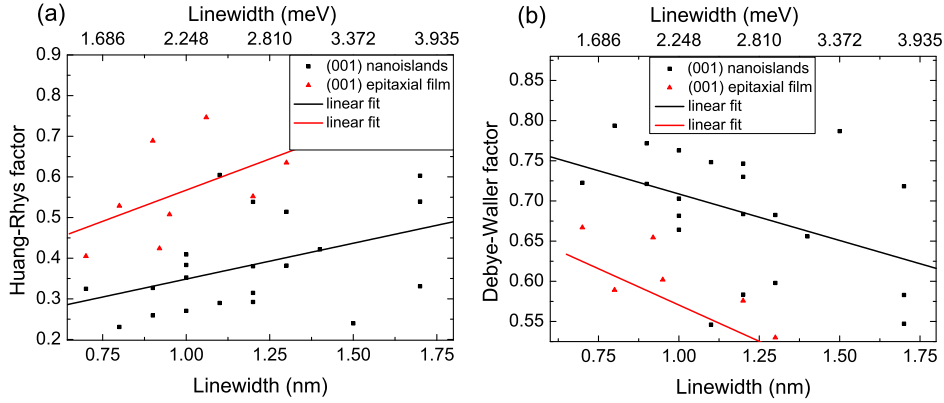 (a)
Linewidth (meV)
1.686 2.248 2.810 3.372 3.935
0.9
0.8
0.7
0.6
0.5
0.4
0.3
0.2
Huang-Rhys factor
(001) nanoislands
(001) epitaxial film
linear fit
linear fit
0.75 1.00 1.25 1.50 1.75
Linewidth (nm)
(b)
Linewidth (meV)
1.686 2.248 2.810 3.372 3.935
0.85
0.80
0.75
0.70
0.65
0.60
0.55
Debye-Waller factor
(001) nanoislands
(001) epitaxial film
linear fit
linear fit
0.75 1.00 1.25 1.50 1.75
Linewidth (nm)